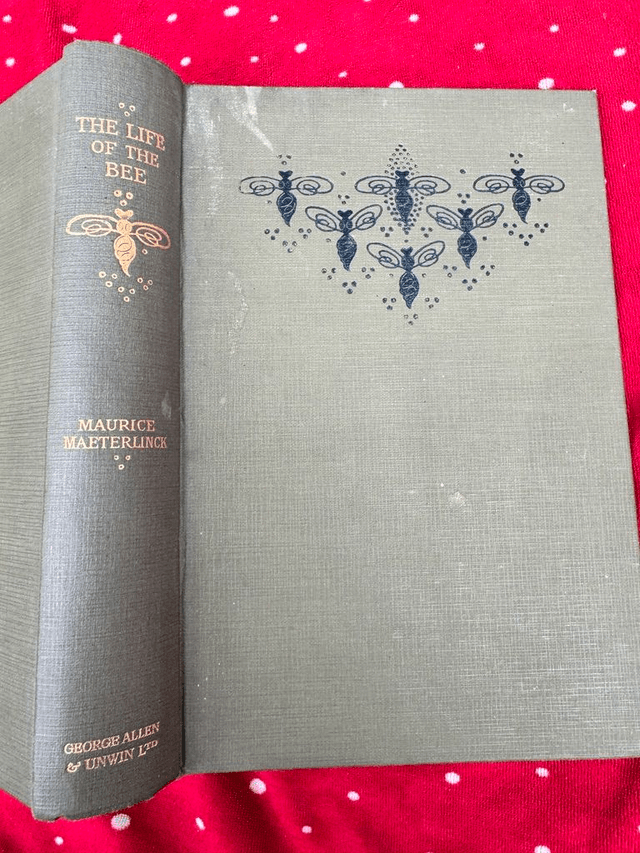 THE LIFE
OF THE
BEE
MAURICE
MAETERLINCK
GEORGE ALLEN
& UNWIN LTD